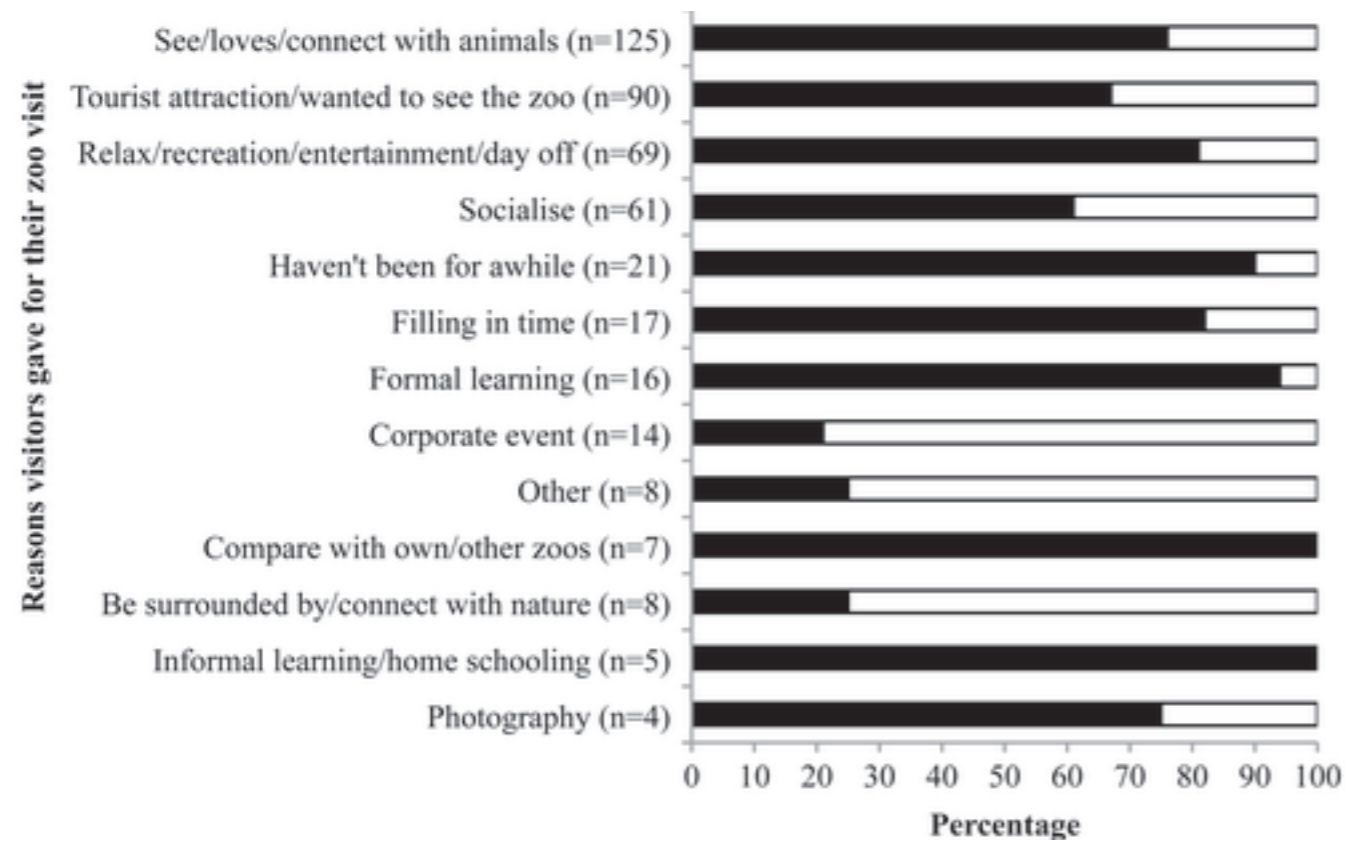 Reasons visitors gave for their zoo visit
See/loves/connect with animals (n=125)
Tourist attraction/wanted to see the zoo (n=90)
Relax/recreation/entertainment/day off (n=69)
Socialise (n=61)
Haven't been for awhile (n=21)
Filling in time (n=17)
Formal learning (n=16)
Corporate event (n=14)
Other (n=8)
Compare with own/other zoos (n=7)
Be surrounded by/connect with nature (n=8)
Informal learning/home schooling (n=5)
Photography (n=4)
0 10 20 30 40 50 60 70 80 90 100
Percentage